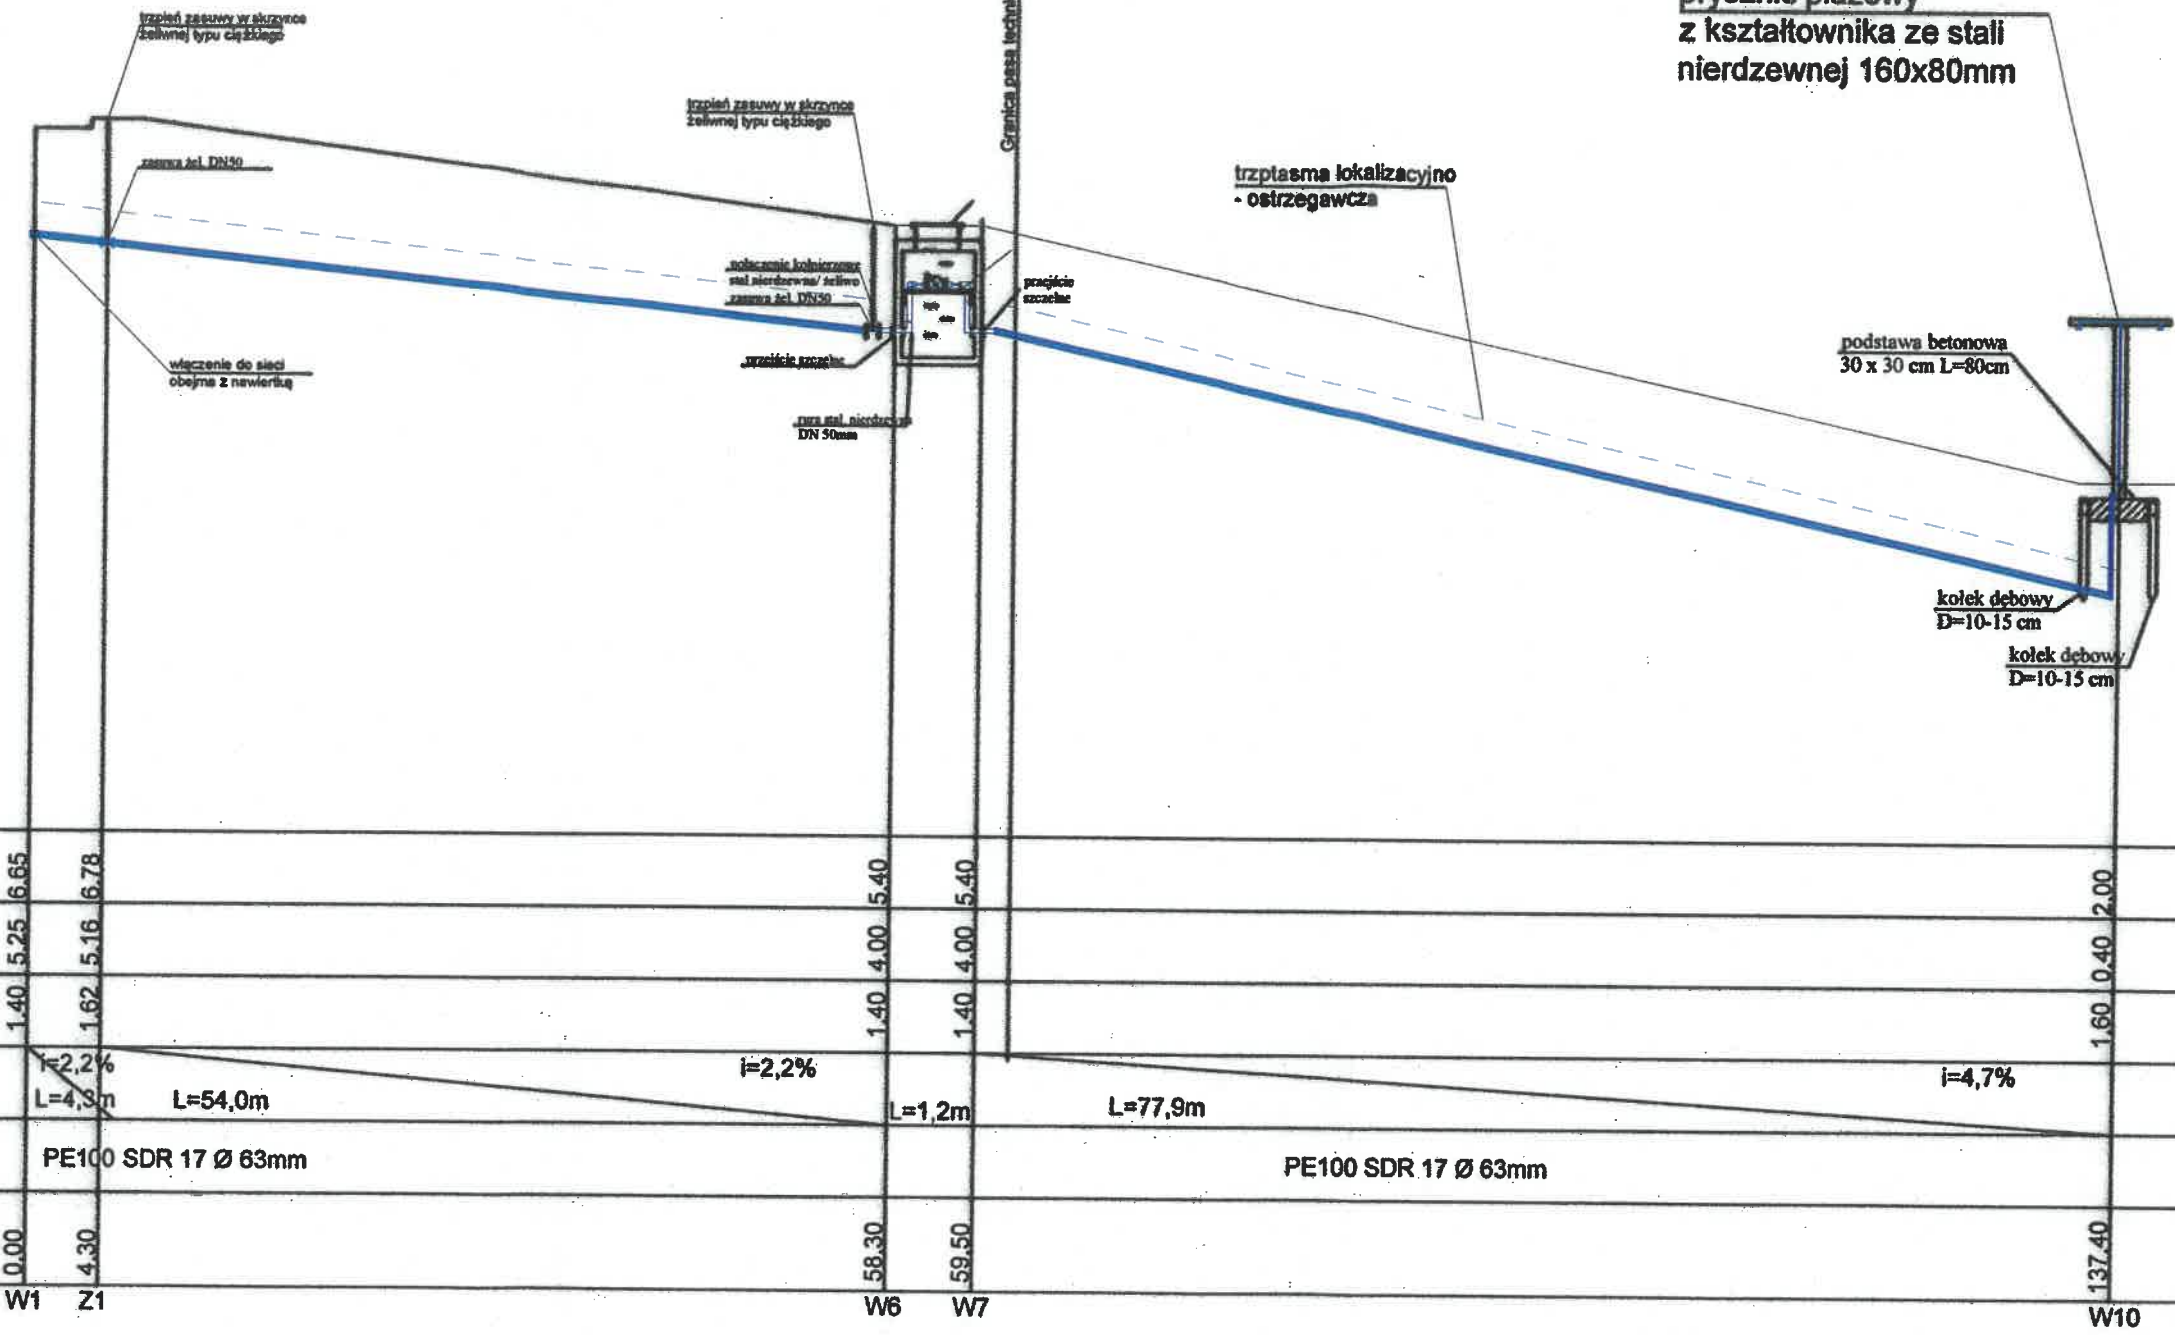 trzpień zasuwy w skrzynce
żeliwnej typu ciężkiego
zasuwa żel. DN50
włączenie do sieci
obejma z nawiertką
trzpień zasuwy w skrzynce
żeliwnej typu ciężkiego
połączenie kołnierzowe
stal nierdzewna/ żeliwo
zasuwa żel. DN50
przejście szczelne
rura stal. nierdzewna
DN 50mm
Granica pasa techni
przejście
szczelne
trzptasma lokalizacyjno
- ostrzegawcza
prysznic plażowy
z kształtownika ze stali
nierdzewnej 160x80mm
podstawa betonowa
30 x 30 cm L=80cm
kołek dębowy
D=10-15 cm
kołek dębowy
D=10-15 cm
6.65 6.78 5.40 5.40 2.00
5.25 5.16 4.00 4.00 0.40
1.40 1.62 1.40 1.40 1.60
i=2,2% i=2,2% i=4,7%
L=4,3m L=54,0m L=1,2m L=77,9m
PE100 SDR 17 Ø 63mm PE100 SDR 17 Ø 63mm
0.00 4.30 58.30 59.50 137.40
W1 Z1 W6 W7 W10